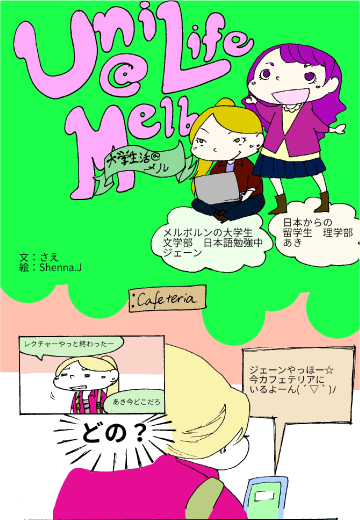 Uni Life
@
Melb
大学生活@
メル
メルボルンの大学生
文学部 日本語勉強中
ジェーン
日本からの
留学生 理学部
あき
文：さえ
絵：Shenna.J
:Cafeteria
レクチャーやっと終わったー
あき今どこだろ
どの？
ジェーンやっほー☆
今カフェテリアに
いるよーん(´▽｀)ﾉ